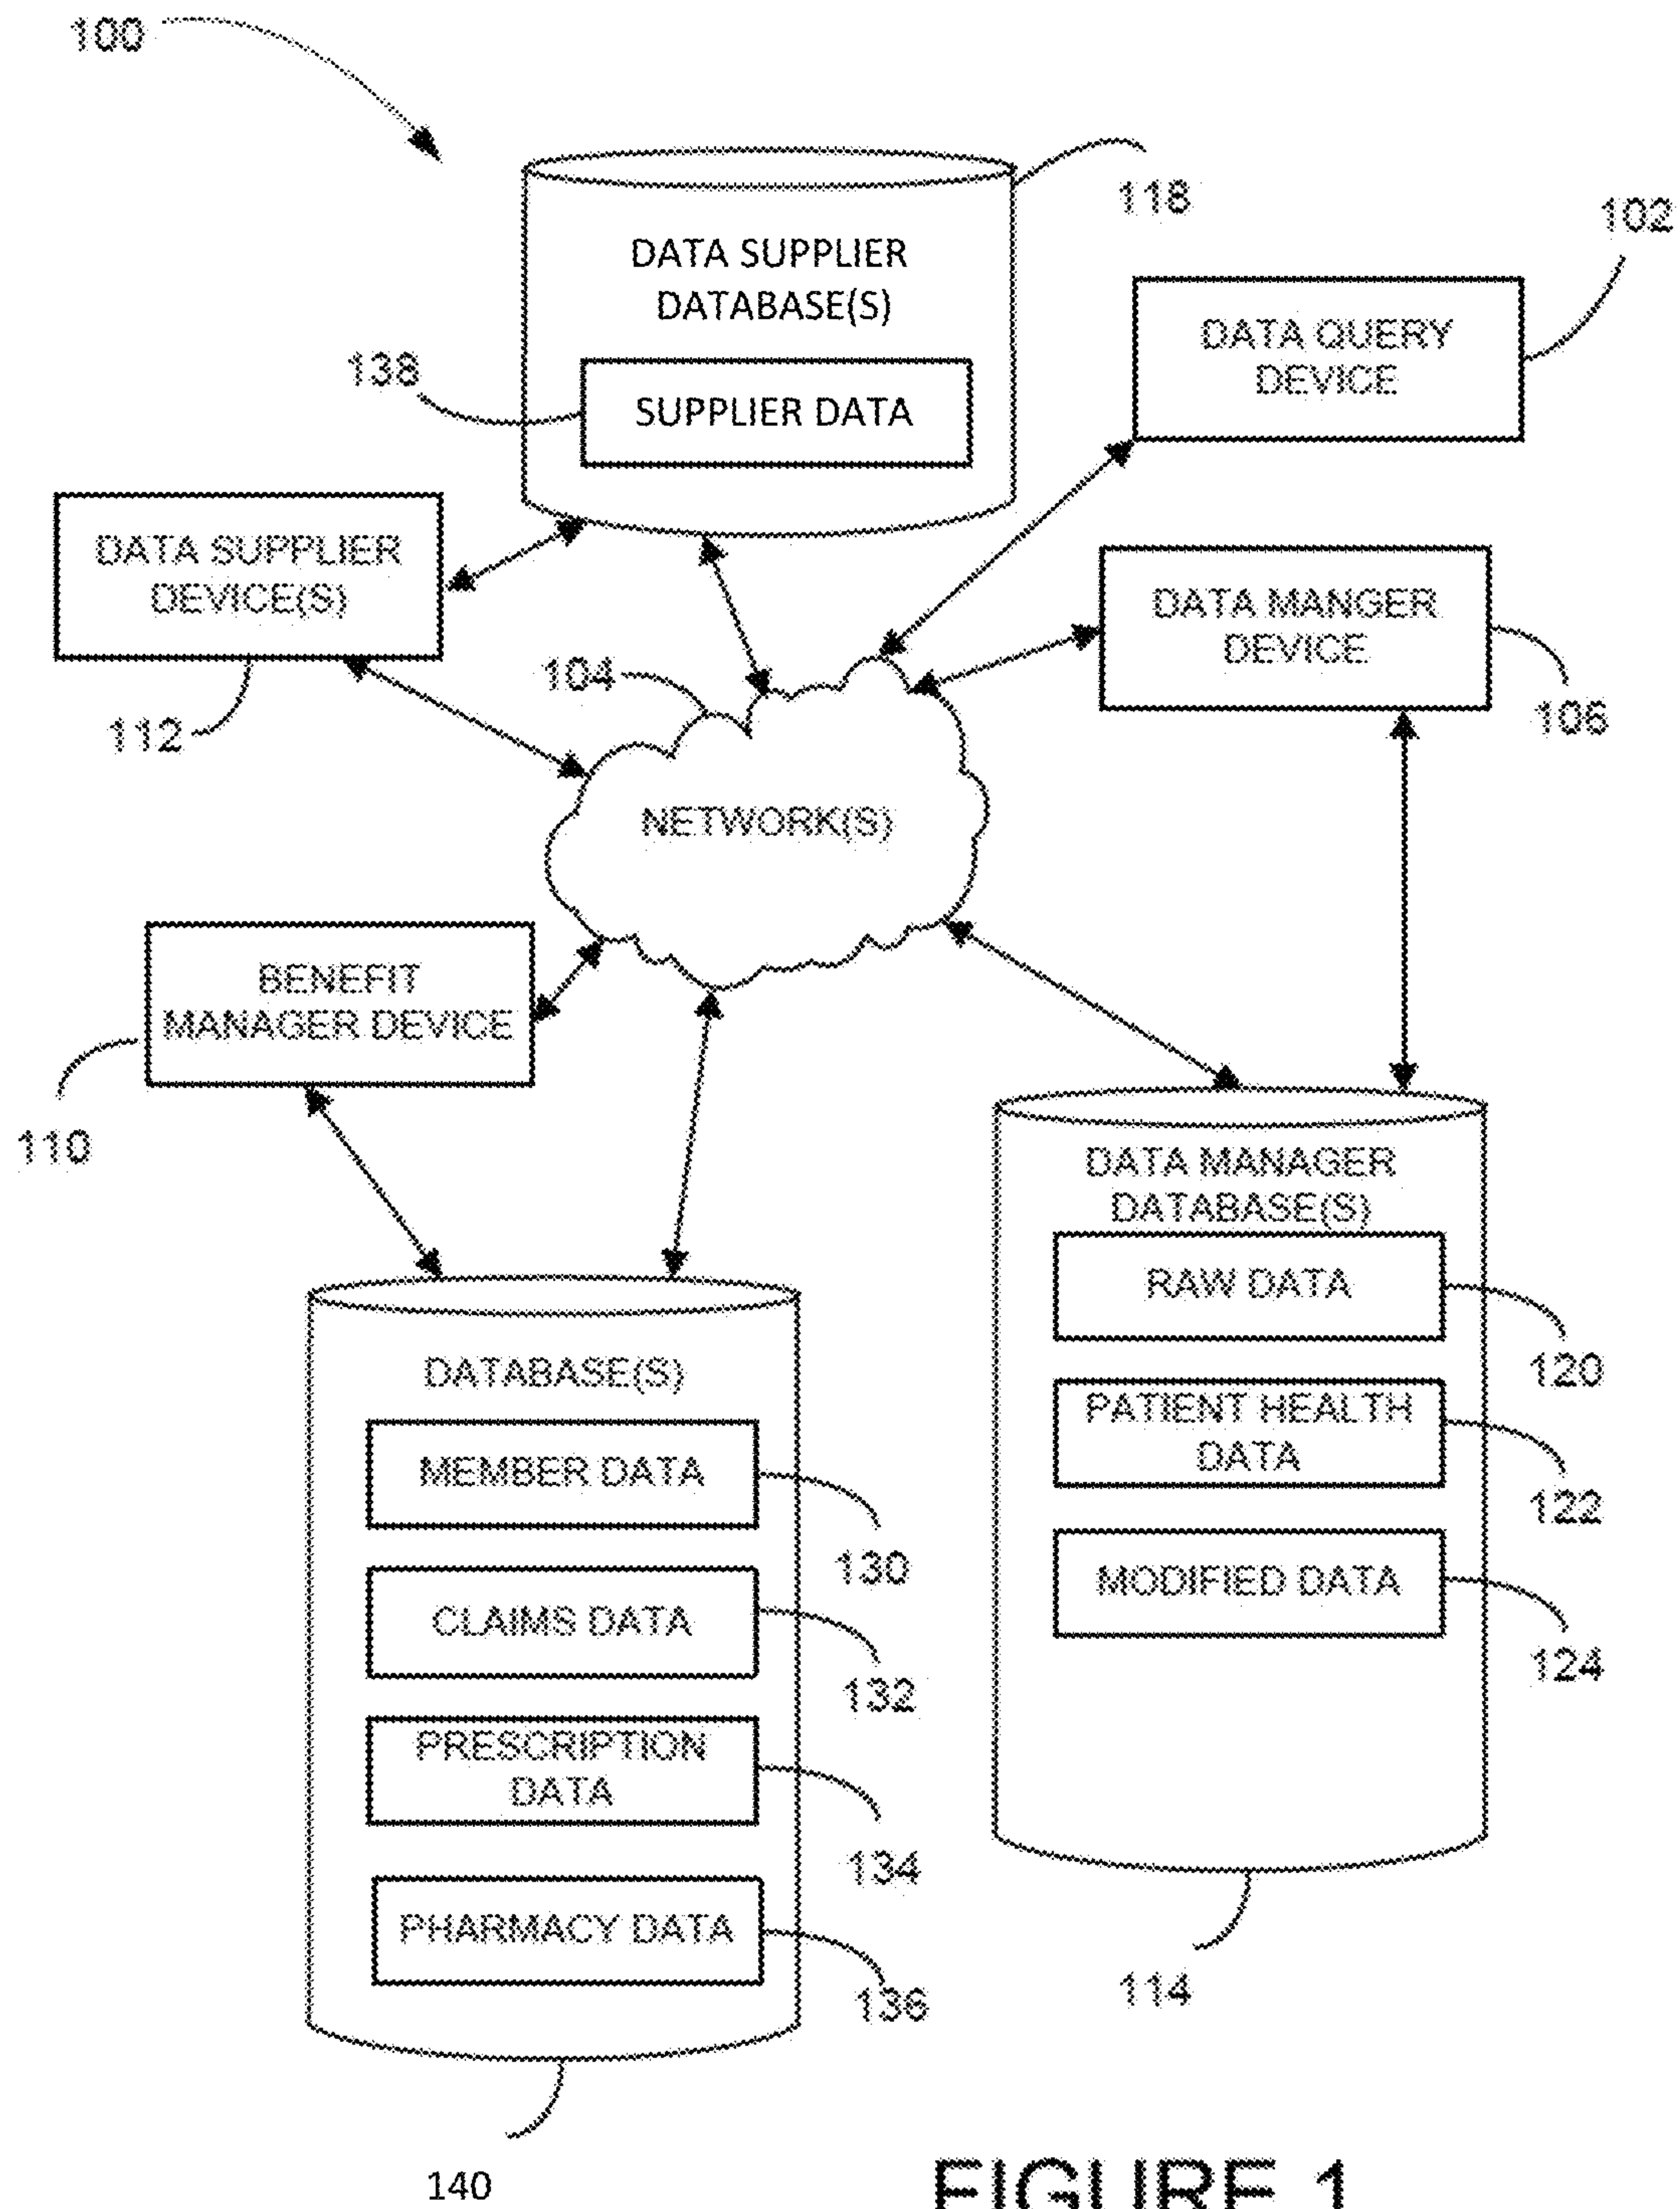 100
118
102
DATA SUPPLIER
DATABASE(S)
DATA QUERY
DEVICE
138
SUPPLIER DATA
DATA SUPPLIER
DEVICE(S)
DATA MANGER
DEVICE
104
112
106
NETWORK(S)
BENEFIT
MANAGER DEVICE
110
DATA MANAGER
DATABASE(S)
RAW DATA
120
PATIENT HEALTH
DATA
122
MODIFIED DATA
124
114
DATABASE(S)
MEMBER DATA
130
CLAIMS DATA
132
PRESCRIPTION
DATA
134
PHARMACY DATA
136
140
FIGURE 1